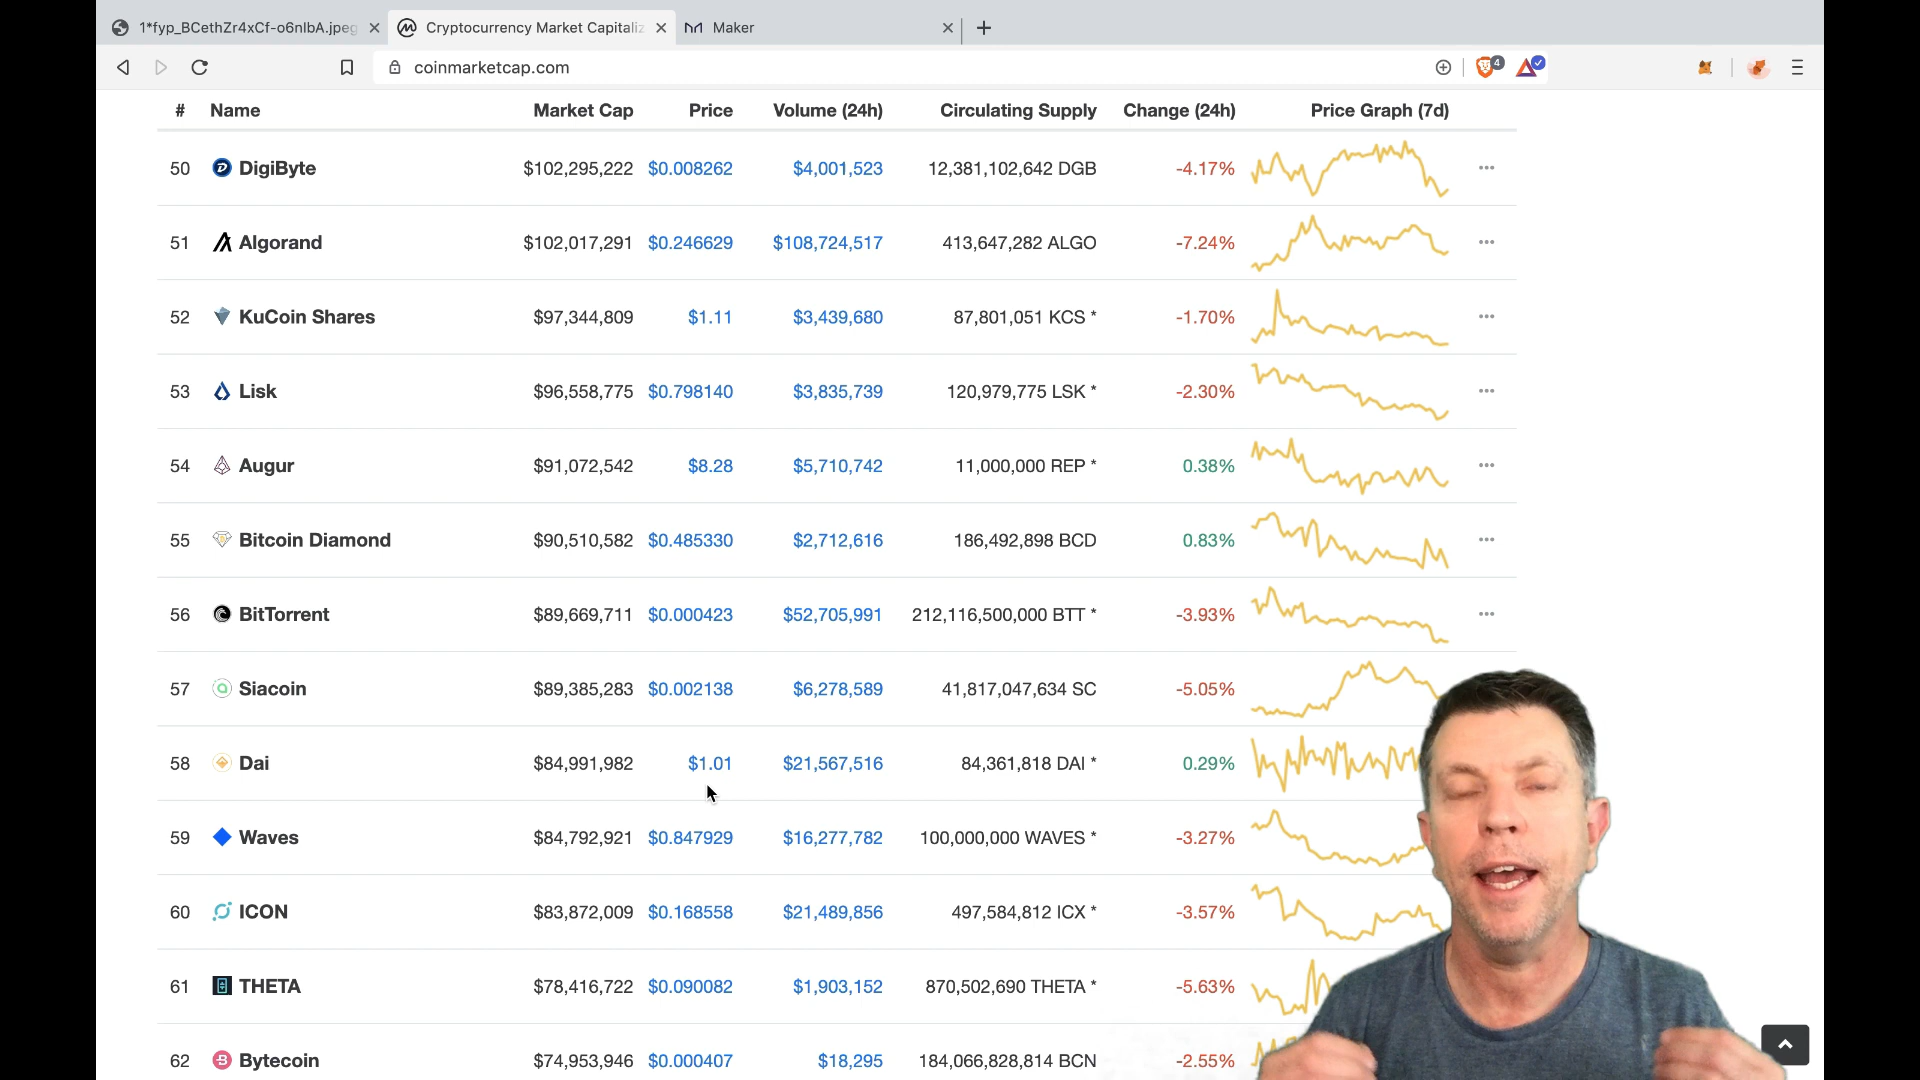 1*fyp_BCethZr4xCf-o6nlbA.jpeg Cryptocurrency Market Capitaliz Maker
coinmarketcap.com 4
# Name Market Cap Price Volume (24h) Circulating Supply Change (24h) Price Graph (7d)
50 DigiByte $102,295,222 $0.008262 $4,001,523 12,381,102,642 DGB -4.17%
51 Algorand $102,017,291 $0.246629 $108,724,517 413,647,282 ALGO -7.24%
52 KuCoin Shares $97,344,809 $1.11 $3,439,680 87,801,051 KCS * -1.70%
53 Lisk $96,558,775 $0.798140 $3,835,739 120,979,775 LSK * -2.30%
54 Augur $91,072,542 $8.28 $5,710,742 11,000,000 REP * 0.38%
55 Bitcoin Diamond $90,510,582 $0.485330 $2,712,616 186,492,898 BCD 0.83%
56 BitTorrent $89,669,711 $0.000423 $52,705,991 212,116,500,000 BTT * -3.93%
57 Siacoin $89,385,283 $0.002138 $6,278,589 41,817,047,634 SC -5.05%
58 Dai $84,991,982 $1.01 $21,567,516 84,361,818 DAI * 0.29%
59 Waves $84,792,921 $0.847929 $16,277,782 100,000,000 WAVES * -3.27%
60 ICON $83,872,009 $0.168558 $21,489,856 497,584,812 ICX * -3.57%
61 THETA $78,416,722 $0.090082 $1,903,152 870,502,690 THETA * -5.63%
62 Bytecoin $74,953,946 $0.000407 $18,295 184,066,828,814 BCN -2.55%